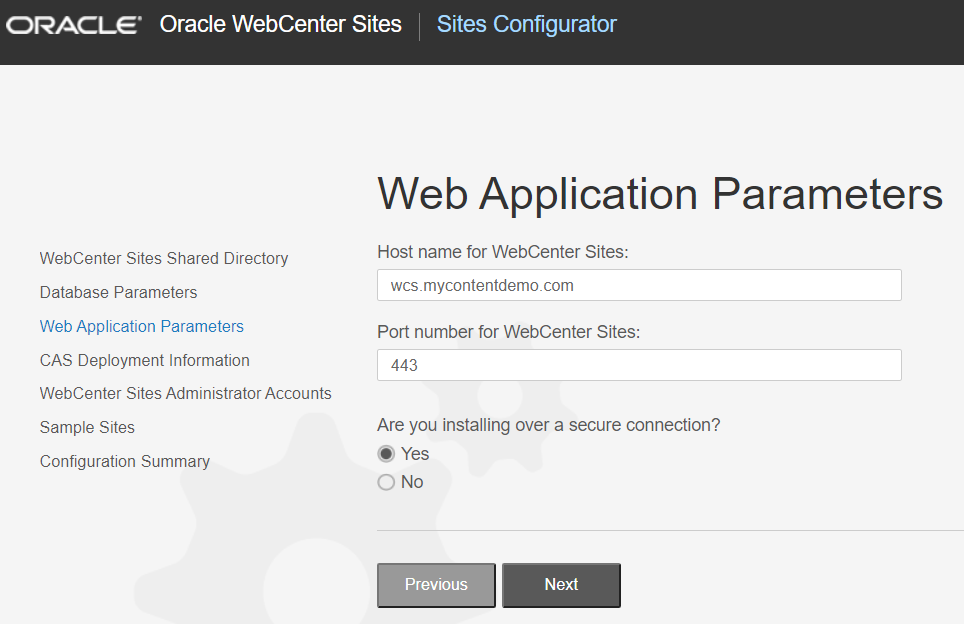 ORACLE® Oracle WebCenter Sites Sites Configurator
Web Application Parameters
WebCenter Sites Shared Directory
Database Parameters
Web Application Parameters
CAS Deployment Information
WebCenter Sites Administrator Accounts
Sample Sites
Configuration Summary
Host name for WebCenter Sites:
wcs.mycontentdemo.com
Port number for WebCenter Sites:
443
Are you installing over a secure connection?
Yes
No
Previous Next